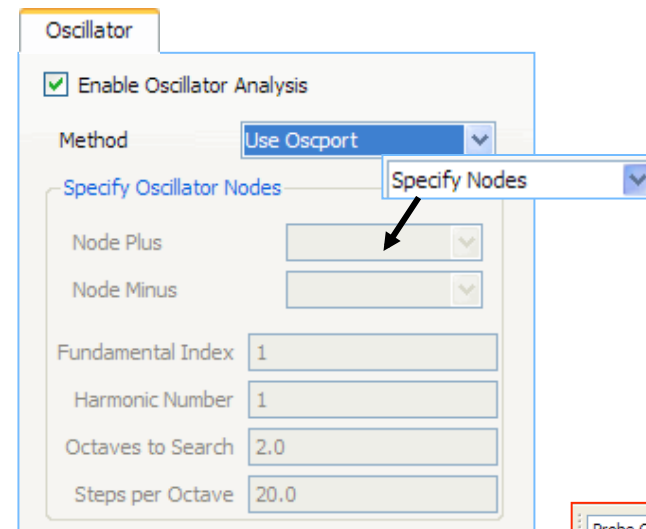 Oscillator
Enable Oscillator Analysis
Method Use Oscport
Specify Nodes
Specify Oscillator Nodes
Node Plus
Node Minus
Fundamental Index 1
Harmonic Number 1
Octaves to Search 2.0
Steps per Octave 20.0